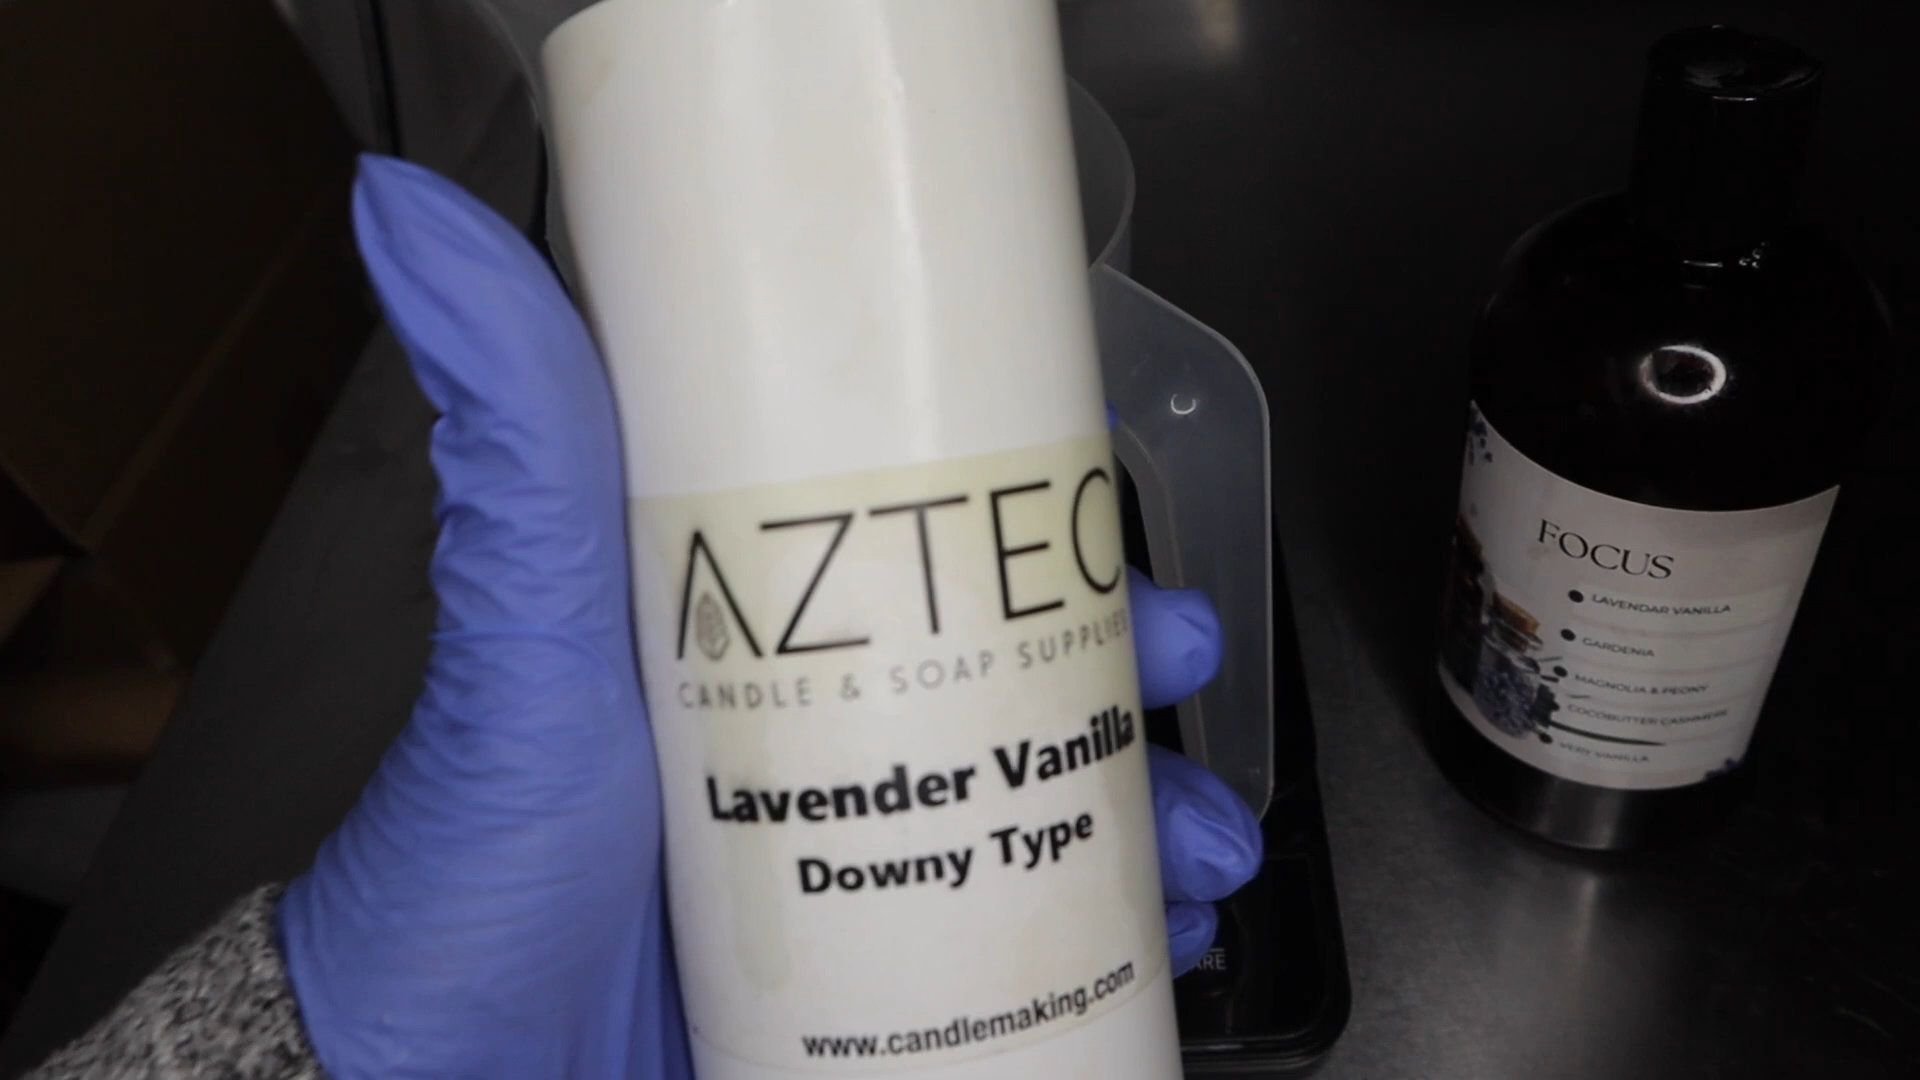 AZTEC
CANDLE & SOAP SUPPLIES
Lavender Vanilla
Downy Type
www.candlemaking.com
FOCUS
LAVENDAR VANILLA
GARDENIA
MAGNOLIA & PEONY
COCOBUTTER CASHMERE
VERY VANILLA